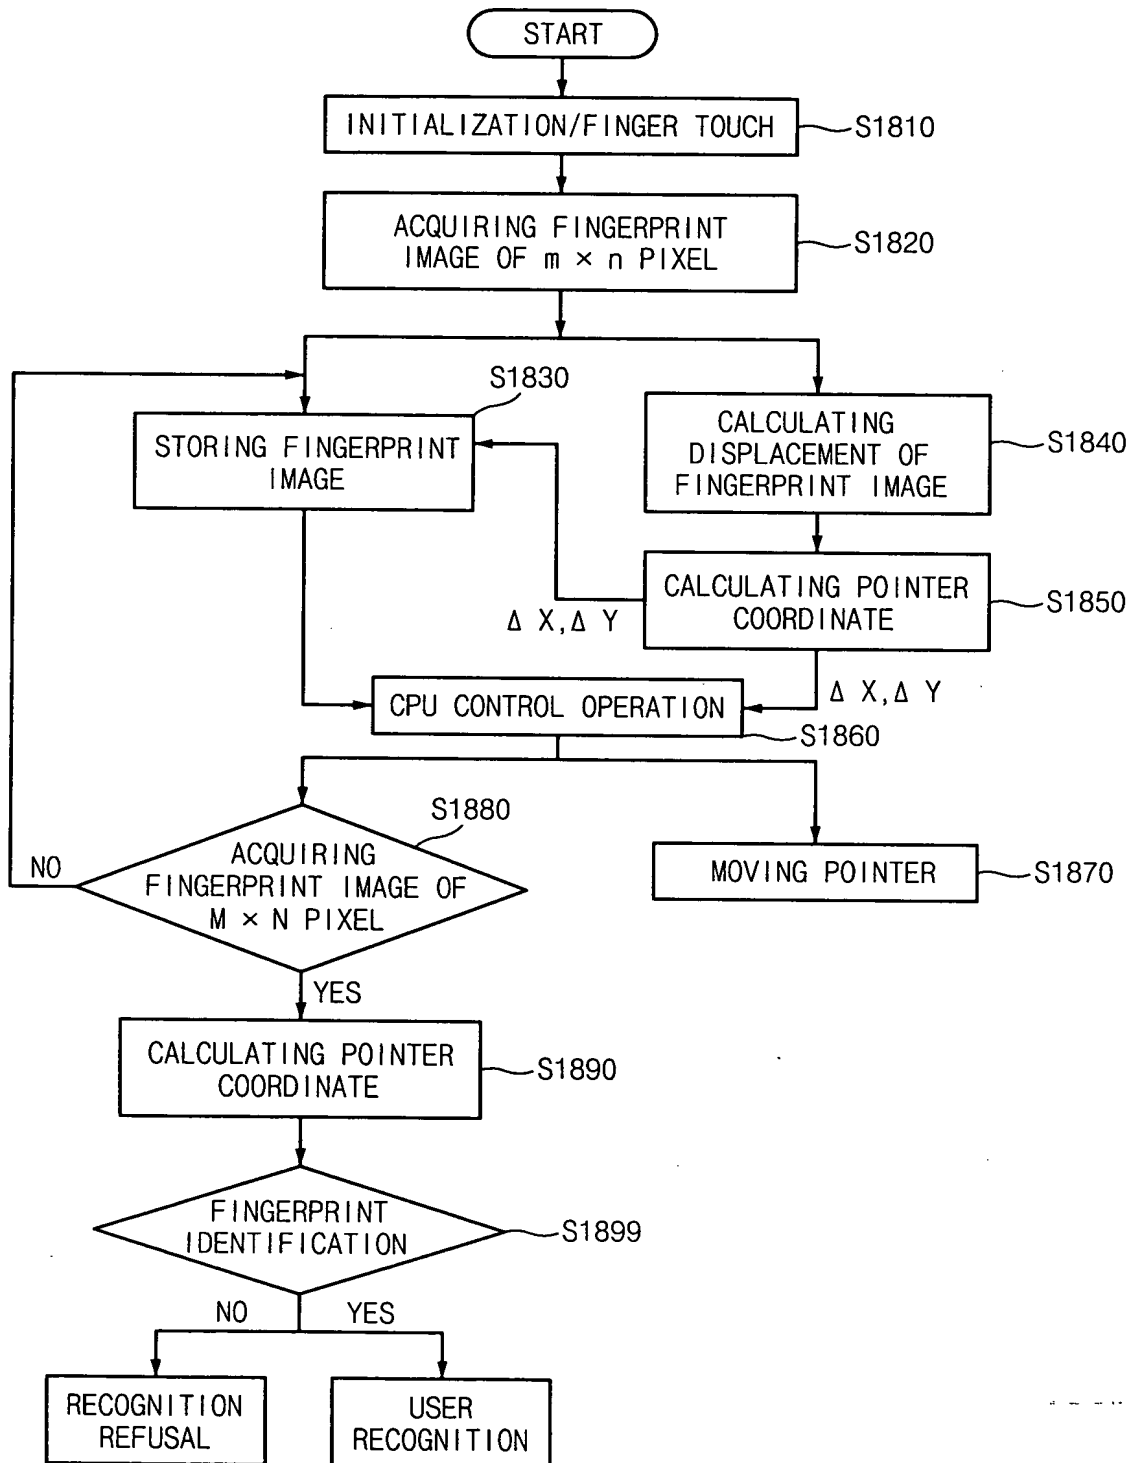 START
INITIALIZATION/FINGER TOUCH
S1810
ACQUIRING FINGERPRINT
IMAGE OF m × n PIXEL
S1820
S1830
STORING FINGERPRINT
IMAGE
CALCULATING
DISPLACEMENT OF
FINGERPRINT IMAGE
S1840
CALCULATING POINTER
COORDINATE
S1850
Δ X, Δ Y
Δ X, Δ Y
CPU CONTROL OPERATION
S1860
S1880
ACQUIRING
FINGERPRINT IMAGE OF
M × N PIXEL
NO
MOVING POINTER
S1870
YES
CALCULATING POINTER
COORDINATE
S1890
FINGERPRINT
IDENTIFICATION
S1899
NO
YES
RECOGNITION
REFUSAL
USER
RECOGNITION